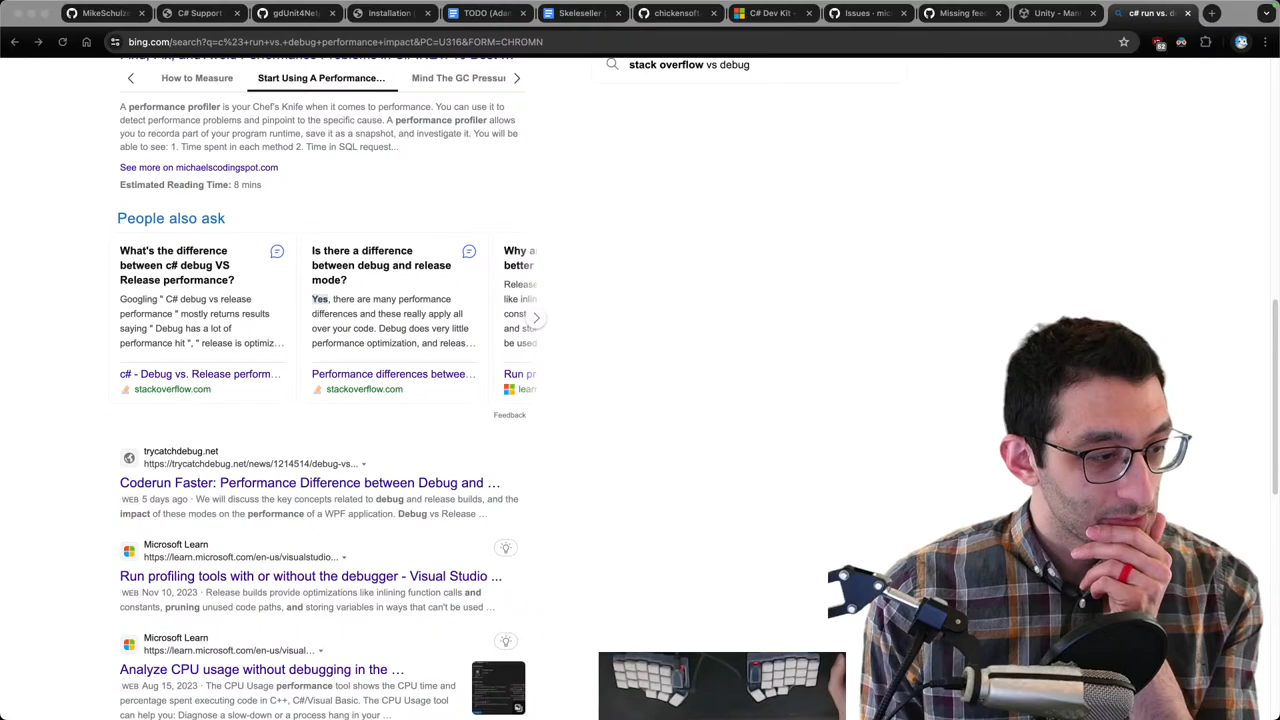 MikeSchulze
C# Suppor
gdUnit4Net
Installation
TODO (Adam
Skeleseller
chickensoft
C# Dev Kit -
Issues · mic
Missing fea
Unity - Man
c# run vs. d
bing.com/search?q=c%23+run+vs.+debug+performance+impact&PC=U316&FORM=CHROMN
52
stack overflow vs debug
How to Measure
Start Using A Performance...
Mind The GC Pressu
A performance profiler is your Chef's Knife when it comes to performance. You can use it to
detect performance problems and pinpoint to the specific cause. A performance profiler allows
you to recorda part of your program runtime, save it as a snapshot, and investigate it. You will be
able to see: 1. Time spent in each method 2. Time in SQL request...
See more on michaelscodingspot.com
Estimated Reading Time: 8 mins
People also ask
What's the difference
between c# debug VS
Release performance?
Googling " C# debug vs release
performance " mostly returns results
saying " Debug has a lot of
performance hit ", " release is optimiz...
c# - Debug vs. Release perform...
stackoverflow.com
Is there a difference
between debug and release
mode?
Yes, there are many performance
differences and these really apply all
over your code. Debug does very little
performance optimization, and releas...
Performance differences betwee...
stackoverflow.com
Why a
better
Release
like inlin
const
and sto
be used
Run pr
learn
Feedback
trycatchdebug.net
https://trycatchdebug.net/news/1214514/debug-vs...
Coderun Faster: Performance Difference between Debug and ...
WEB 5 days ago · We will discuss the key concepts related to debug and release builds, and the
impact of these modes on the performance of a WPF application. Debug vs Release ...
Microsoft Learn
https://learn.microsoft.com/en-us/visualstudio...
Run profiling tools with or without the debugger - Visual Studio ...
WEB Nov 10, 2023 · Release builds provide optimizations like inlining function calls and
constants, pruning unused code paths, and storing variables in ways that can't be used ...
Microsoft Learn
https://learn.microsoft.com/en-us/visual...
Analyze CPU usage without debugging in the ...
WEB Aug 15, 2023 · The CPU Usage performance tool shows the CPU time and
percentage spent executing code in C++, C#/Visual Basic. The CPU Usage tool
can help you: Diagnose a slow-down or a process hang in your ...